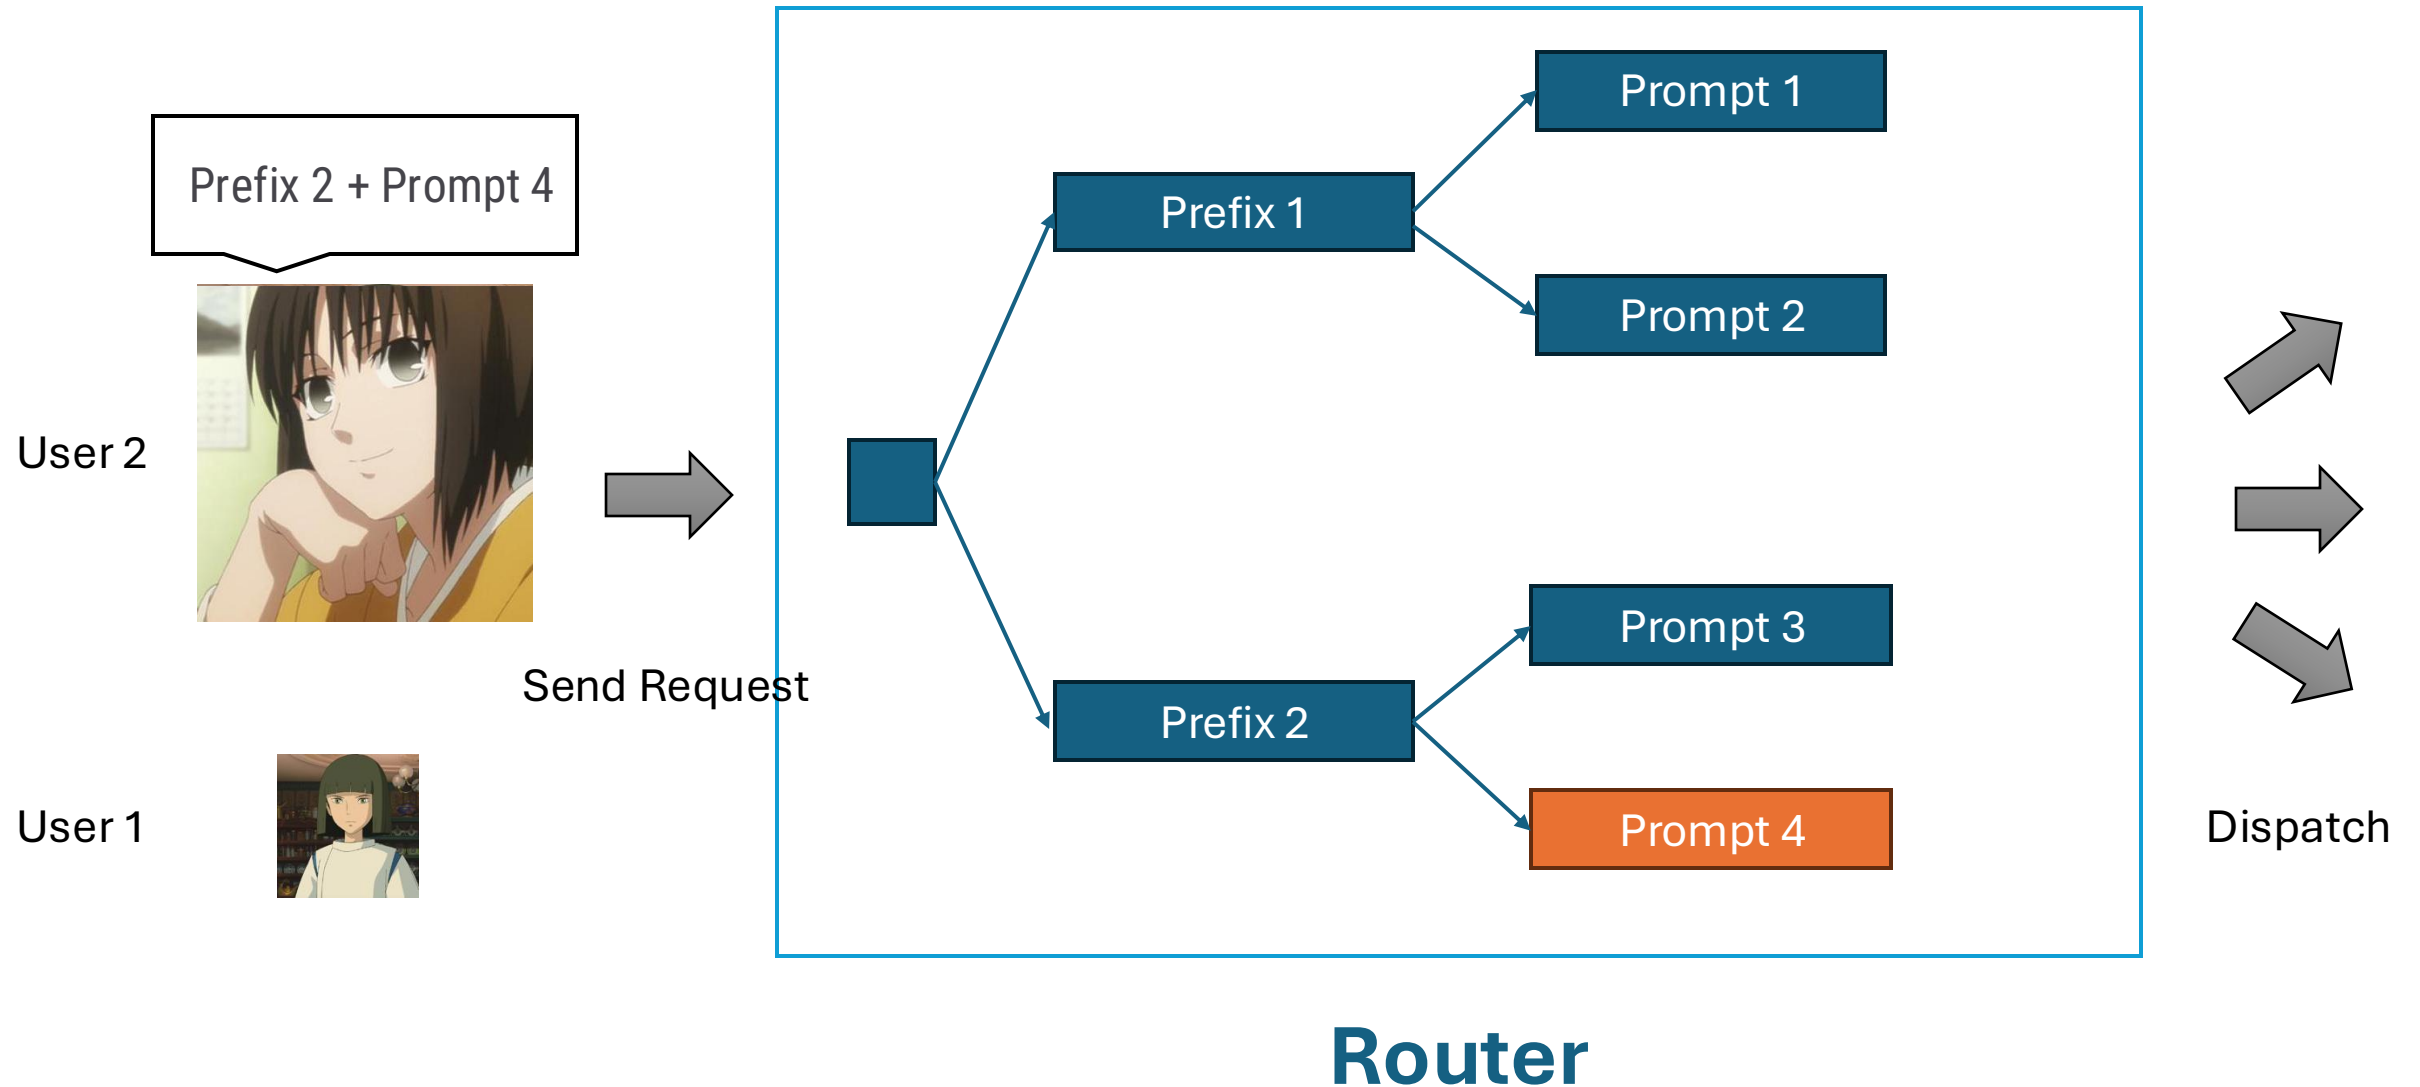 Prefix 2 + Prompt 4
User 2
Send Request
User 1
Prefix 1
Prompt 1
Prompt 2
Prefix 2
Prompt 3
Prompt 4
Dispatch
Router